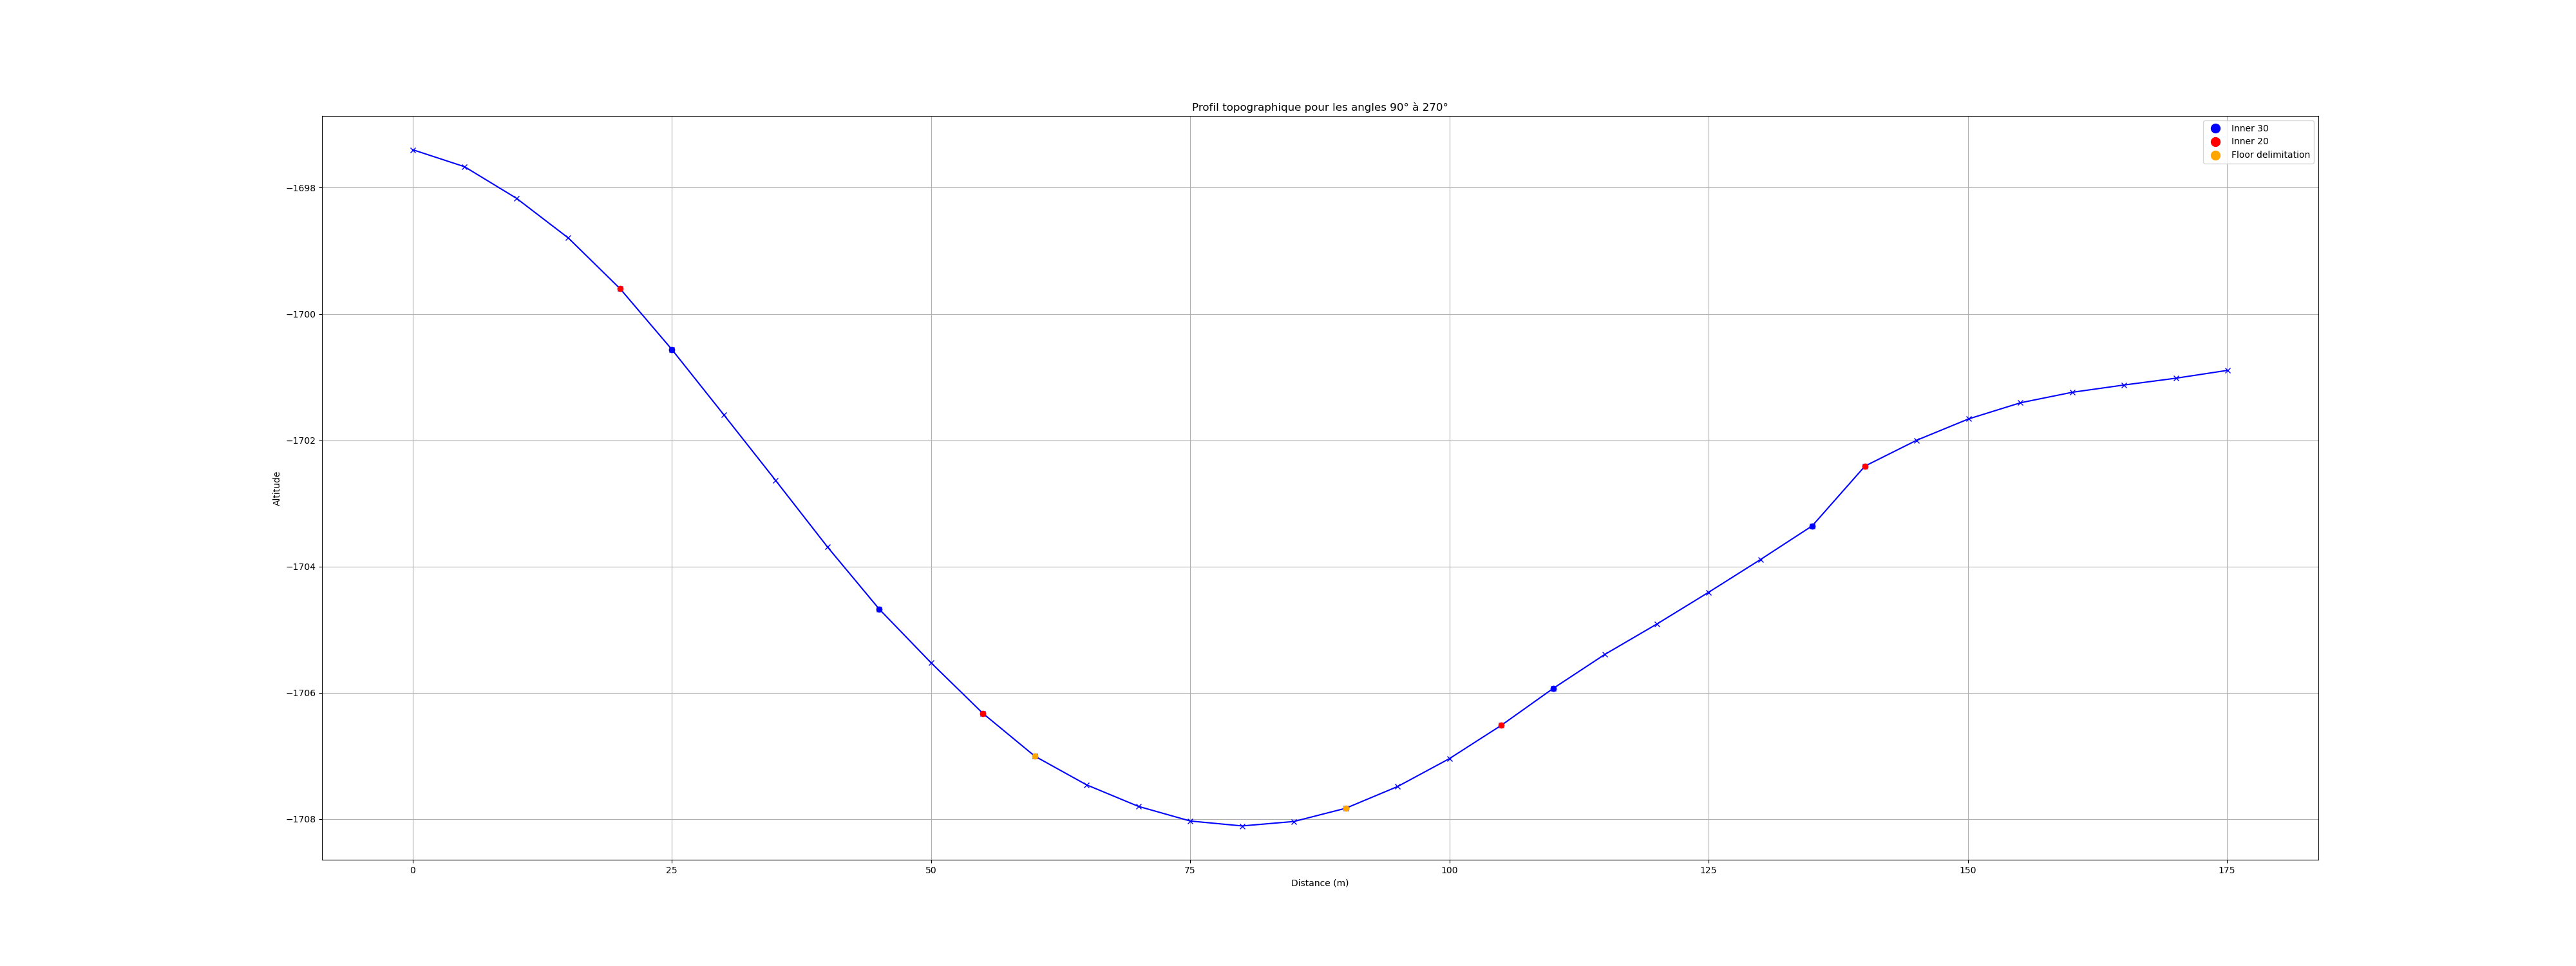 Profil topographique pour les angles 90° à 270°
Inner 30
Inner 20
Floor delimitation
−1698
−1700
−1702
−1704
−1706
−1708
Altitude
0 25 50 75 100 125 150 175
Distance (m)